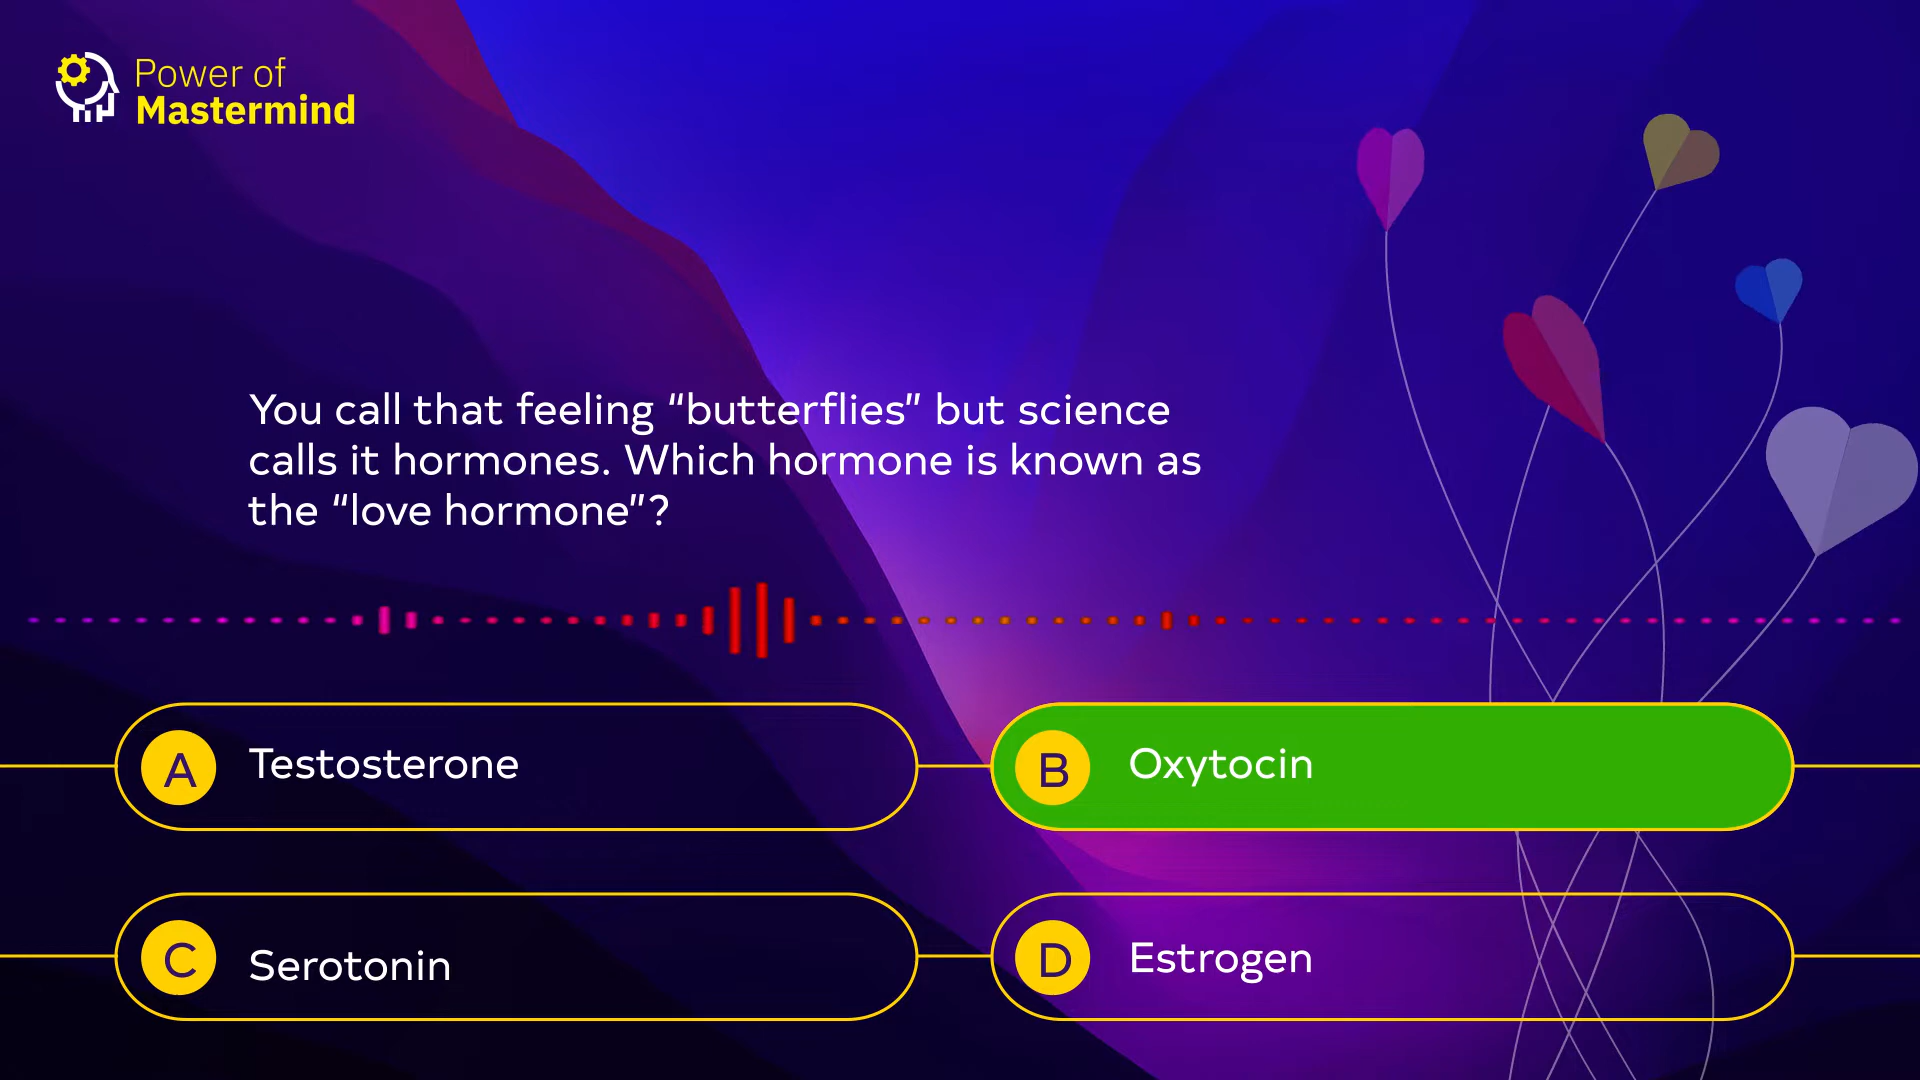 Power of
Mastermind
You call that feeling “butterflies” but science
calls it hormones. Which hormone is known as
the “love hormone”?
A Testosterone
B Oxytocin
C Serotonin
D Estrogen